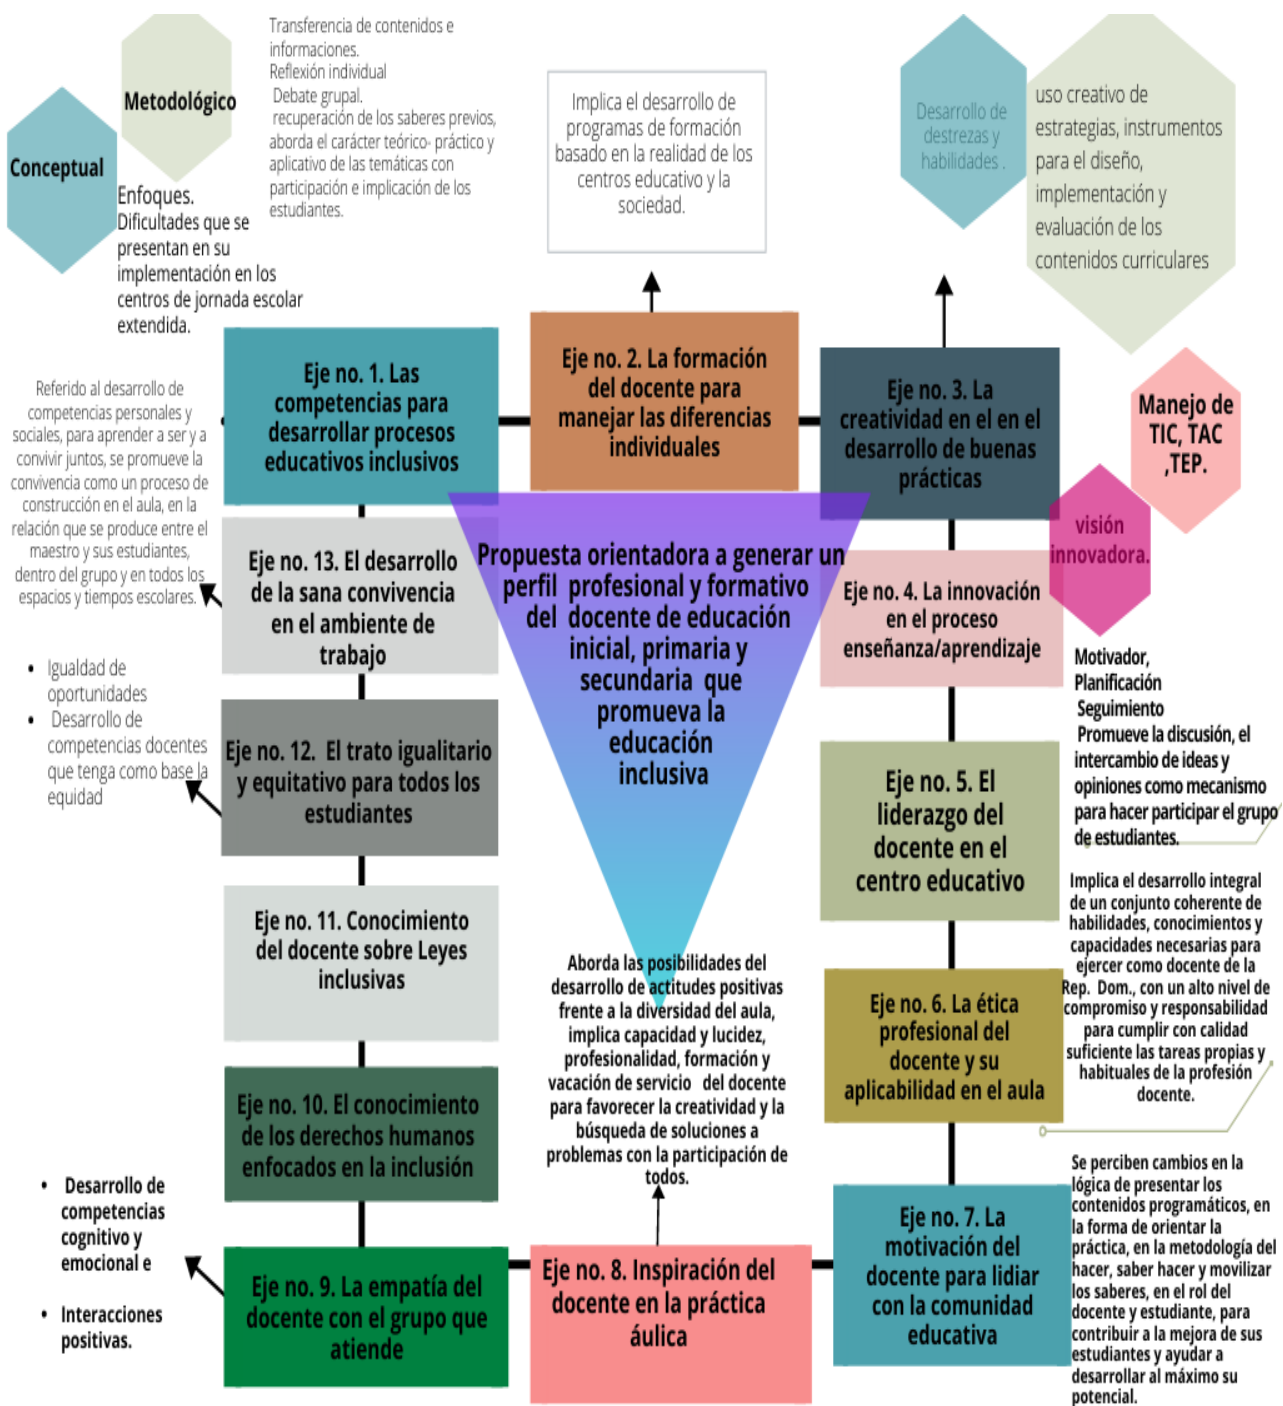 Metodológico
Conceptual
Transferencia de contenidos e
informaciones.
Reflexión individual
Debate grupal.
recuperación de los saberes previos,
aborda el carácter teórico- práctico y
aplicativo de las temáticas con
participación e implicación de los
estudiantes.
Enfoques.
Dificultades que se
presentan en su
implementación en los
centros de jornada escolar
extendida.
Implica el desarrollo de
programas de formación
basado en la realidad de los
centros educativo y la
sociedad.
Desarrollo de
destrezas y
habilidades .
uso creativo de
estrategias, instrumentos
para el diseño,
implementación y
evaluación de los
contenidos curriculares
Eje no. 1. Las
competencias para
desarrollar procesos
educativos inclusivos
Eje no. 2. La formación
del docente para
manejar las diferencias
individuales
Eje no. 3. La
creatividad en el en el
desarrollo de buenas
prácticas
Manejo de
TIC, TAC
,TEP.
visión
innovadora.
Referido al desarrollo de
competencias personales y
sociales, para aprender a ser y a
convivir juntos, se promueve la
convivencia como un proceso de
construcción en el aula, en la
relación que se produce entre el
maestro y sus estudiantes,
dentro del grupo y en todos los
espacios y tiempos escolares.
Eje no. 13. El desarrollo
de la sana convivencia
en el ambiente de
trabajo
Propuesta orientadora a generar un
perfil profesional y formativo
del docente de educación
inicial, primaria y
secundaria que
promueva la
educación
inclusiva
Eje no. 4. La innovación
en el proceso
enseñanza/aprendizaje
Motivador,
Planificación
Seguimiento
Promueve la discusión, el
intercambio de ideas y
opiniones como mecanismo
para hacer participar el grupo
de estudiantes.
• Igualdad de
oportunidades
• Desarrollo de
competencias docentes
que tenga como base la
equidad
Eje no. 12. El trato igualitario
y equitativo para todos los
estudiantes
Eje no. 5. El
liderazgo del
docente en el
centro educativo
Implica el desarrollo integral
de un conjunto coherente de
habilidades, conocimientos y
capacidades necesarias para
ejercer como docente de la
Rep. Dom., con un alto nivel de
compromiso y responsabilidad
para cumplir con calidad
suficiente las tareas propias y
habituales de la profesión
docente.
Eje no. 11. Conocimiento
del docente sobre Leyes
inclusivas
Aborda las posibilidades del
desarrollo de actitudes positivas
frente a la diversidad del aula,
implica capacidad y lucidez,
profesionalidad, formación y
vacación de servicio del docente
para favorecer la creatividad y la
búsqueda de soluciones a
problemas con la participación de
todos.
Eje no. 6. La ética
profesional del
docente y su
aplicabilidad en el aula
Eje no. 10. El conocimiento
de los derechos humanos
enfocados en la inclusión
Se perciben cambios en la
lógica de presentar los
contenidos programáticos, en
la forma de orientar la
práctica, en la metodología del
hacer, saber hacer y movilizar
los saberes, en el rol del
docente y estudiante, para
contribuir a la mejora de sus
estudiantes y ayudar a
desarrollar al máximo su
potencial.
• Desarrollo de
competencias
cognitivo y
emocional e
• Interacciones
positivas.
Eje no. 9. La empatía del
docente con el grupo que
atiende
Eje no. 8. Inspiración del
docente en la práctica
áulica
Eje no. 7. La
motivación del
docente para lidiar
con la comunidad
educativa